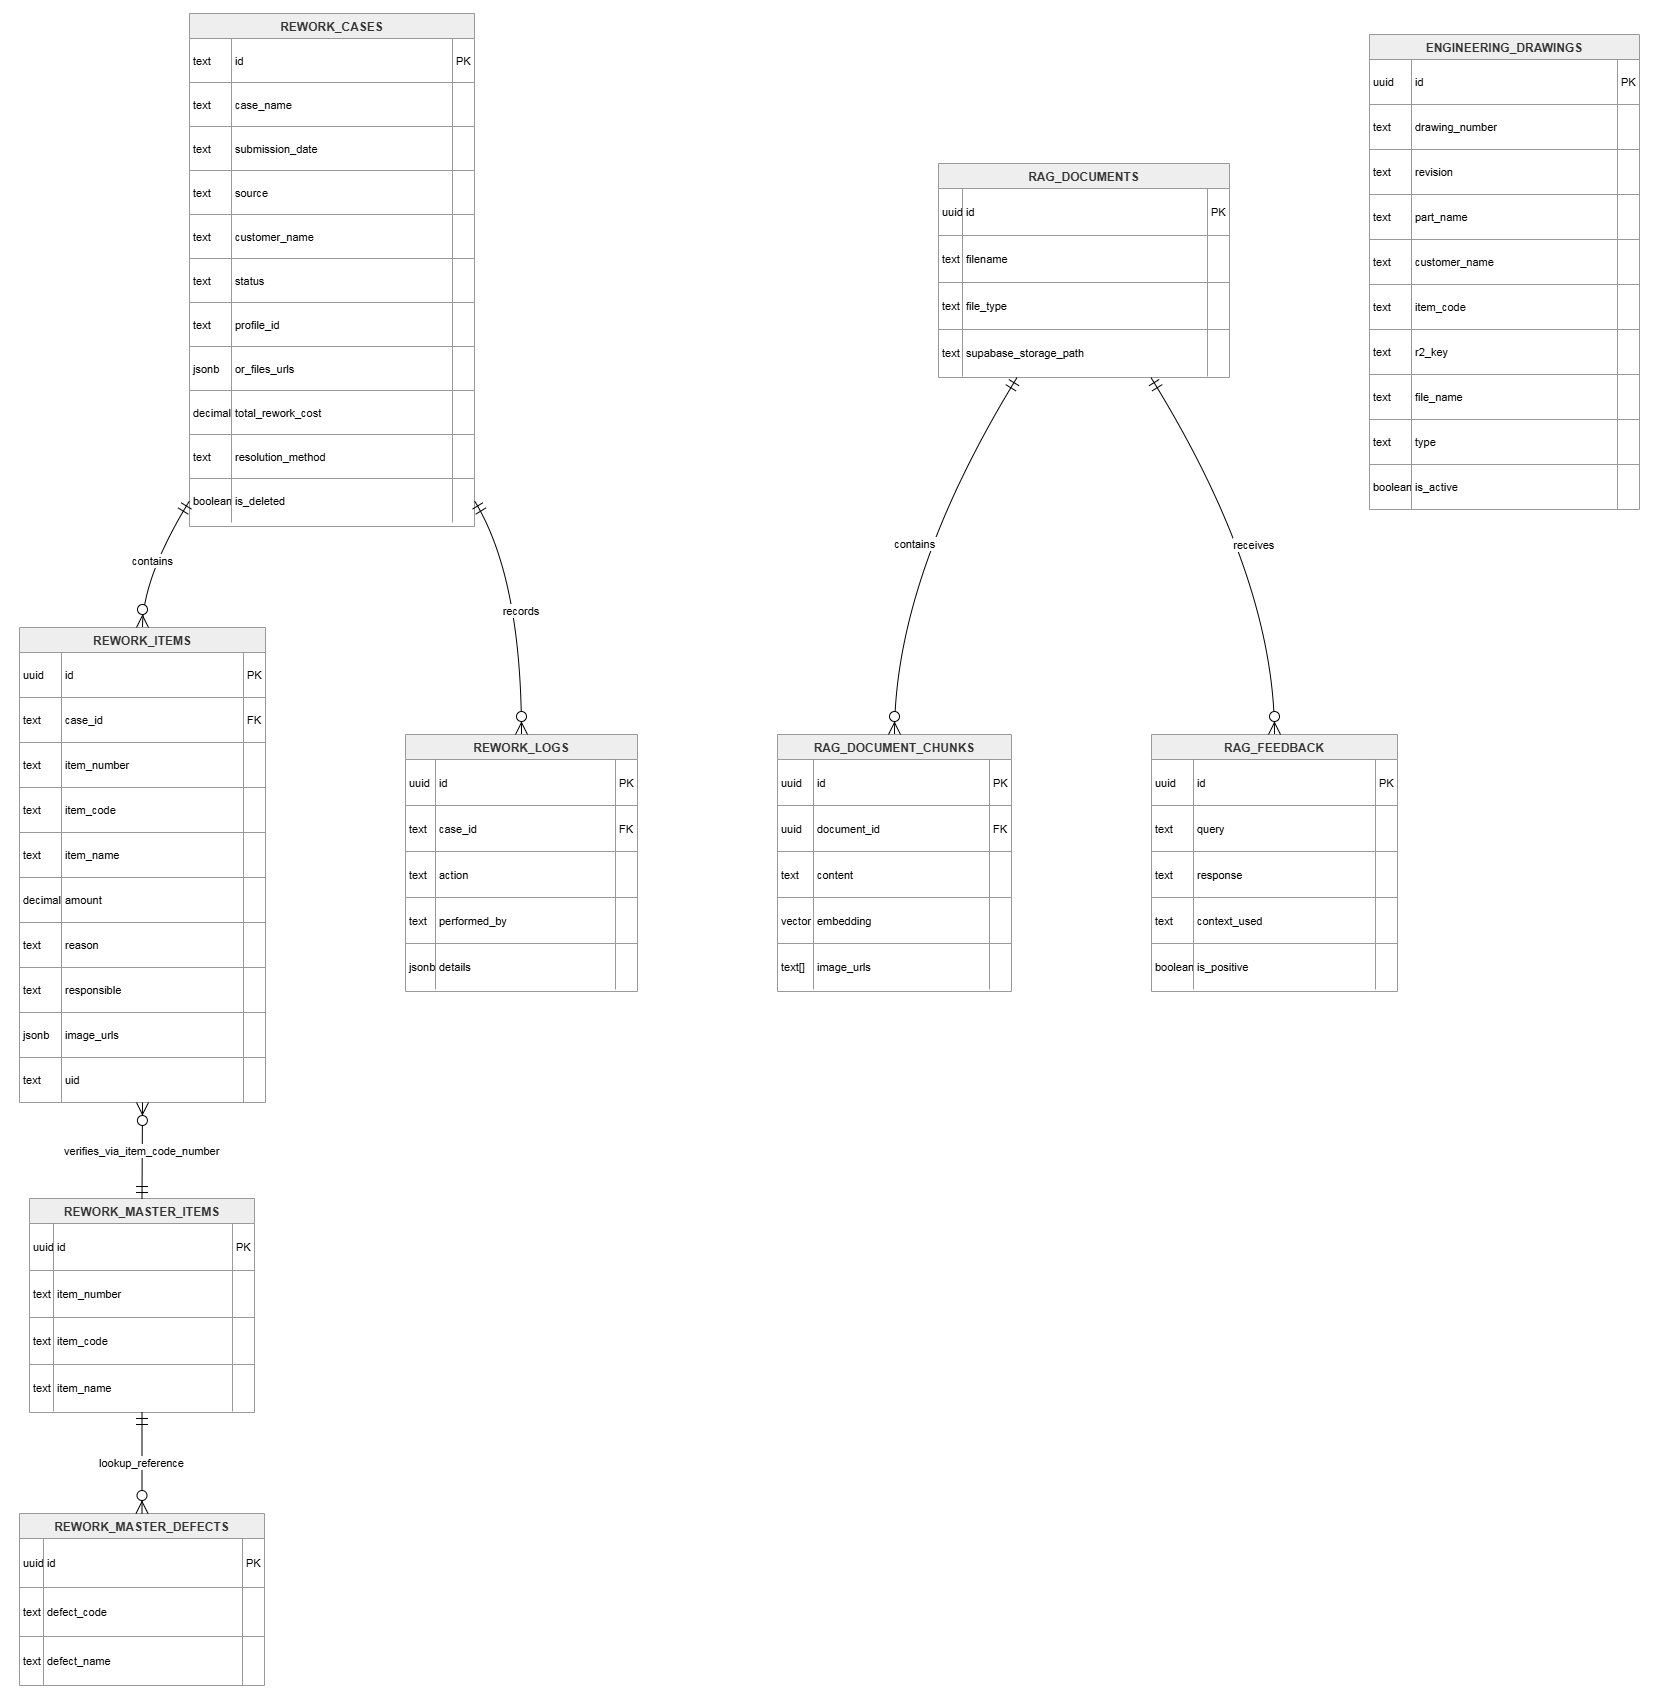 REWORK_CASES
text id PK
text case_name
text submission_date
text source
text customer_name
text status
text profile_id
jsonb or_files_urls
decimal total_rework_cost
text resolution_method
boolean is_deleted
contains
records
REWORK_ITEMS
uuid id PK
text case_id FK
text item_number
text item_code
text item_name
decimal amount
text reason
text responsible
jsonb image_urls
text uid
verifies_via_item_code_number
REWORK_MASTER_ITEMS
uuid id PK
text item_number
text item_code
text item_name
lookup_reference
REWORK_MASTER_DEFECTS
uuid id PK
text defect_code
text defect_name
REWORK_LOGS
uuid id PK
text case_id FK
text action
text performed_by
jsonb details
RAG_DOCUMENTS
uuid id PK
text filename
text file_type
text supabase_storage_path
contains
receives
RAG_DOCUMENT_CHUNKS
uuid id PK
uuid document_id FK
text content
vector embedding
text[] image_urls
RAG_FEEDBACK
uuid id PK
text query
text response
text context_used
boolean is_positive
ENGINEERING_DRAWINGS
uuid id PK
text drawing_number
text revision
text part_name
text customer_name
text item_code
text r2_key
text file_name
text type
boolean is_active